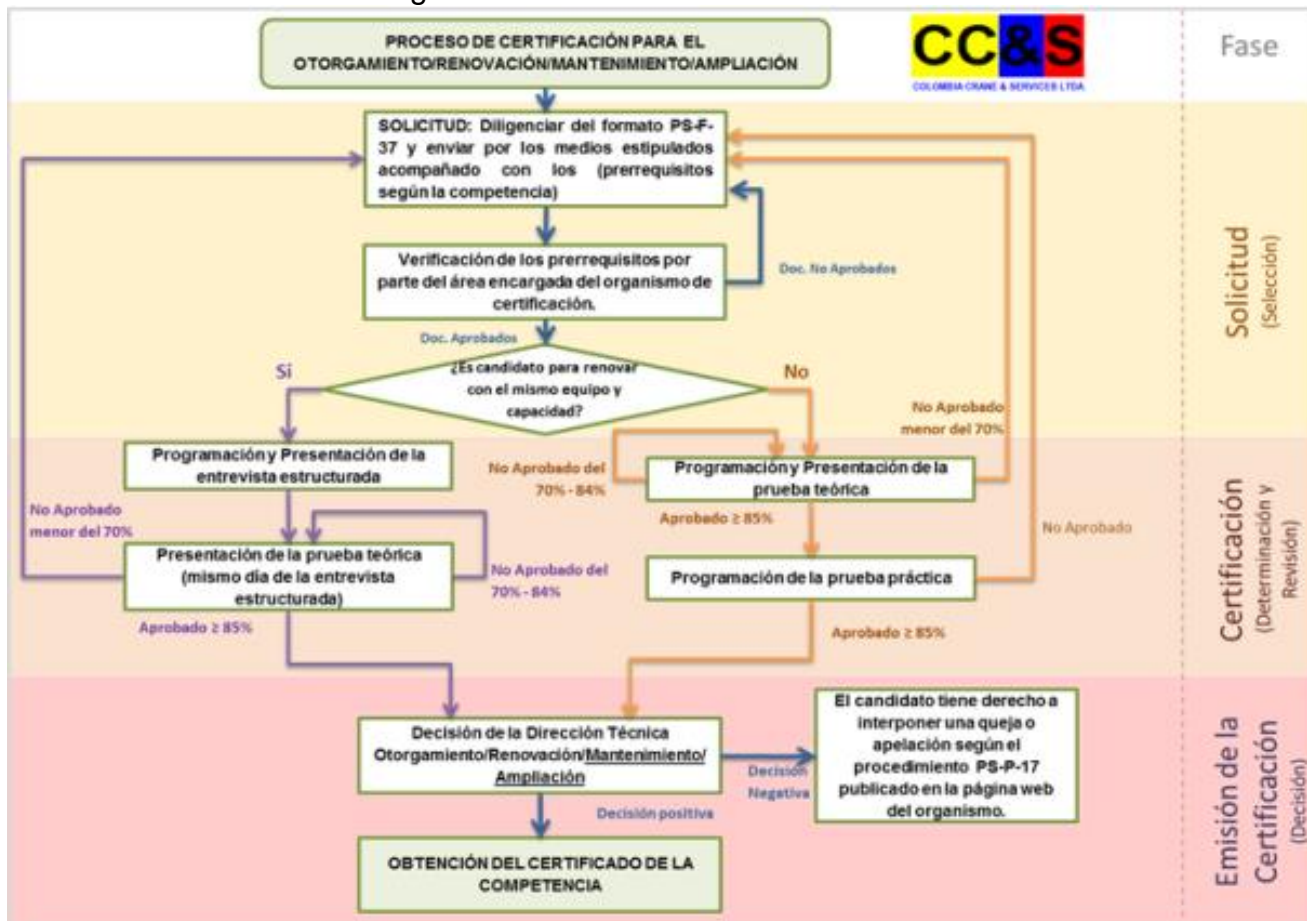 PROCESO DE CERTIFICACIÓN PARA EL
OTORGAMIENTO/RENOVACIÓN/MANTENIMIENTO/AMPLIACIÓN
CC&S
COLOMBIA CRANE & SERVICES LTDA
Fase
SOLICITUD: Diligenciar del formato PS-F-
37 y enviar por los medios estipulados
acompañado con los (prerrequisitos
según la competencia)
Verificación de los prerrequisitos por
parte del área encargada del organismo de
certificación.
Doc. No Aprobados
Doc. Aprobados
Solicitud
(Selección)
¿Es candidato para renovar
con el mismo equipo y
capacidad?
Si
No
No Aprobado
menor del 70%
Programación y Presentación de la
entrevista estructurada
No Aprobado del
70% - 84%
Programación y Presentación de la
prueba teórica
No Aprobado
menor del 70%
Aprobado ≥ 85%
No Aprobado
Presentación de la prueba teórica
(mismo día de la entrevista
estructurada)
No Aprobado del
70% - 84%
Programación de la prueba práctica
Aprobado ≥ 85%
Aprobado ≥ 85%
Certificación
(Determinación y
Revisión)
Decisión de la Dirección Técnica
Otorgamiento/Renovación/Mantenimiento/
Ampliación
Decisión
Negativa
El candidato tiene derecho a
interponer una queja o
apelación según el
procedimiento PS-P-17
publicado en la página web
del organismo.
Decisión positiva
OBTENCIÓN DEL CERTIFICADO DE LA
COMPETENCIA
Emisión de la
Certificación
(Decisión)